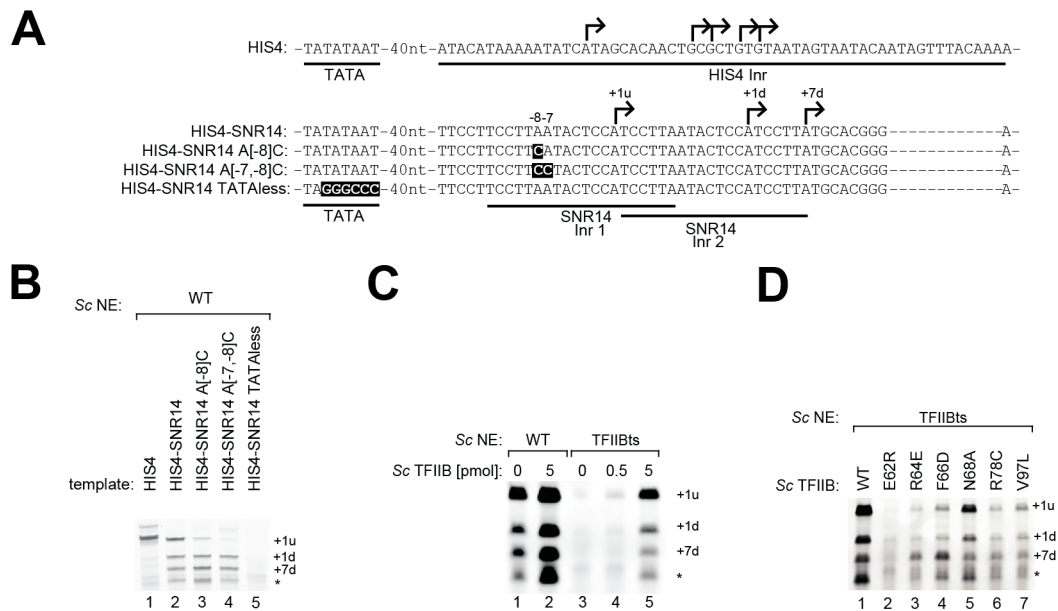 A
HIS4: -TATATAAT-40nt-ATACATAAAAATATCATAGCACAACTGCGCTGTGTAATAGTAATACAATAGTTTACAAAA-
TATA HIS4 Inr
-8-7 +1u +1d +7d
HIS4-SNR14: -TATATAAT-40nt-TTCCTTCCTTAATACTCCATCCTTAATACTCCATCCTTATGCACGGG-----------A-
HIS4-SNR14 A[-8]C: -TATATAAT-40nt-TTCCTTCCTTCATACTCCATCCTTAATACTCCATCCTTATGCACGGG-----------A-
HIS4-SNR14 A[-7,-8]C: -TATATAAT-40nt-TTCCTTCCTTCCTACTCCATCCTTAATACTCCATCCTTATGCACGGG-----------A-
HIS4-SNR14 TATAless: -TAGGGCCC-40nt-TTCCTTCCTTAATACTCCATCCTTAATACTCCATCCTTATGCACGGG-----------A-
TATA SNR14 SNR14
Inr 1 Inr 2
B
Sc NE: WT
template: HIS4 HIS4-SNR14 HIS4-SNR14 A[-8]C HIS4-SNR14 A[-7,-8]C HIS4-SNR14 TATAless
+1u
+1d
+7d
*
1 2 3 4 5
C
Sc NE: WT TFIIBts
Sc TFIIB [pmol]: 0 5 0 0.5 5
+1u
+1d
+7d
*
1 2 3 4 5
D
Sc NE: TFIIBts
Sc TFIIB: WT E62R R64E F66D N68A R78C V97L
+1u
+1d
+7d
*
1 2 3 4 5 6 7